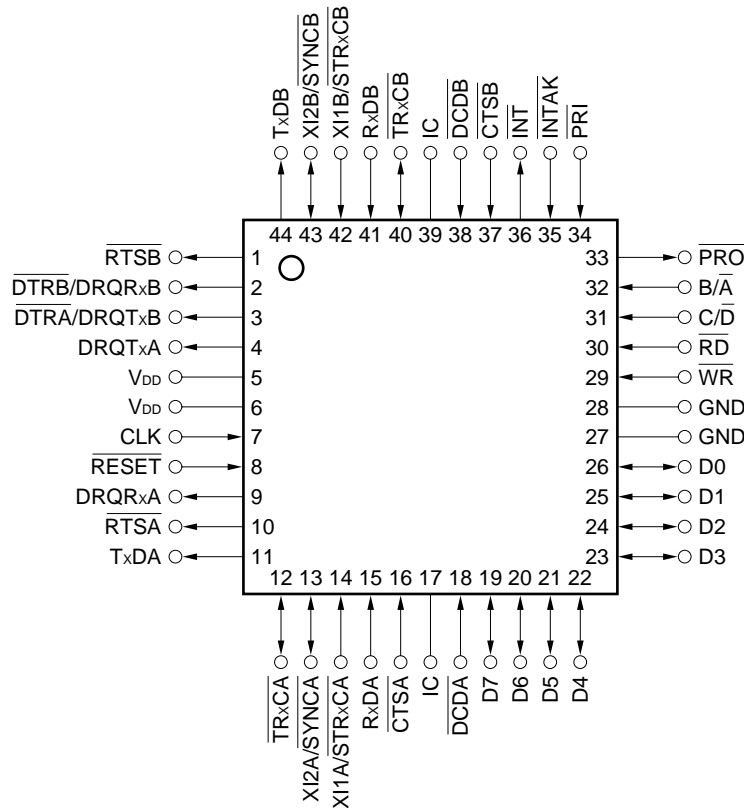 TxDB
XI2B/SYNCB
XI1B/STRxCB
RxDB
TRxCB
IC
DCDB
CTSB
INT
INTAK
PRI
44 43 42 41 40 39 38 37 36 35 34
RTSB 1
DTRB/DRQRxB 2
DTRA/DRQTxB 3
DRQTxA 4
VDD 5
VDD 6
CLK 7
RESET 8
DRQRxA 9
RTSA 10
TxDA 11
33 PRO
32 B/A
31 C/D
30 RD
29 WR
28 GND
27 GND
26 D0
25 D1
24 D2
23 D3
12 13 14 15 16 17 18 19 20 21 22
TRxCA
XI2A/SYNCA
XI1A/STRxCA
RxDA
CTSA
IC
DCDA
D7
D6
D5
D4